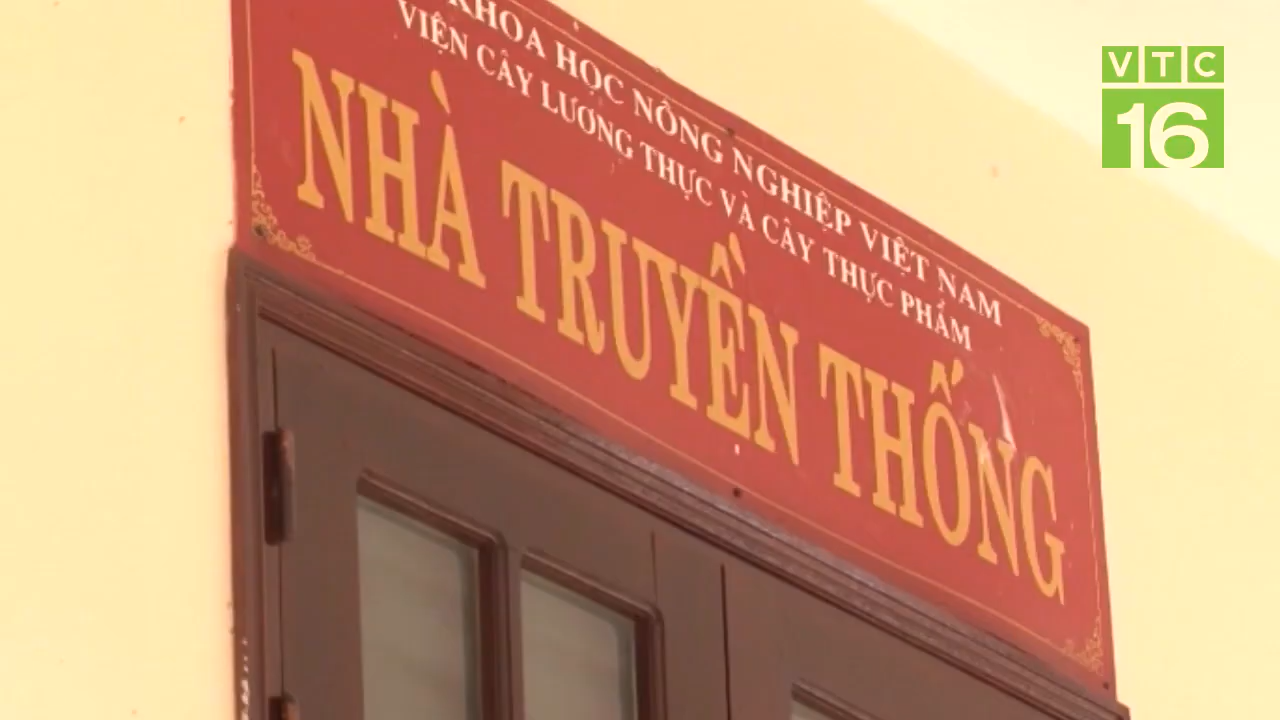 KHOA HỌC NÔNG NGHIỆP VIỆT NAM
VIỆN CÂY LƯƠNG THỰC VÀ CÂY THỰC PHẨM
NHÀ TRUYỀN THỐNG
VTC
16